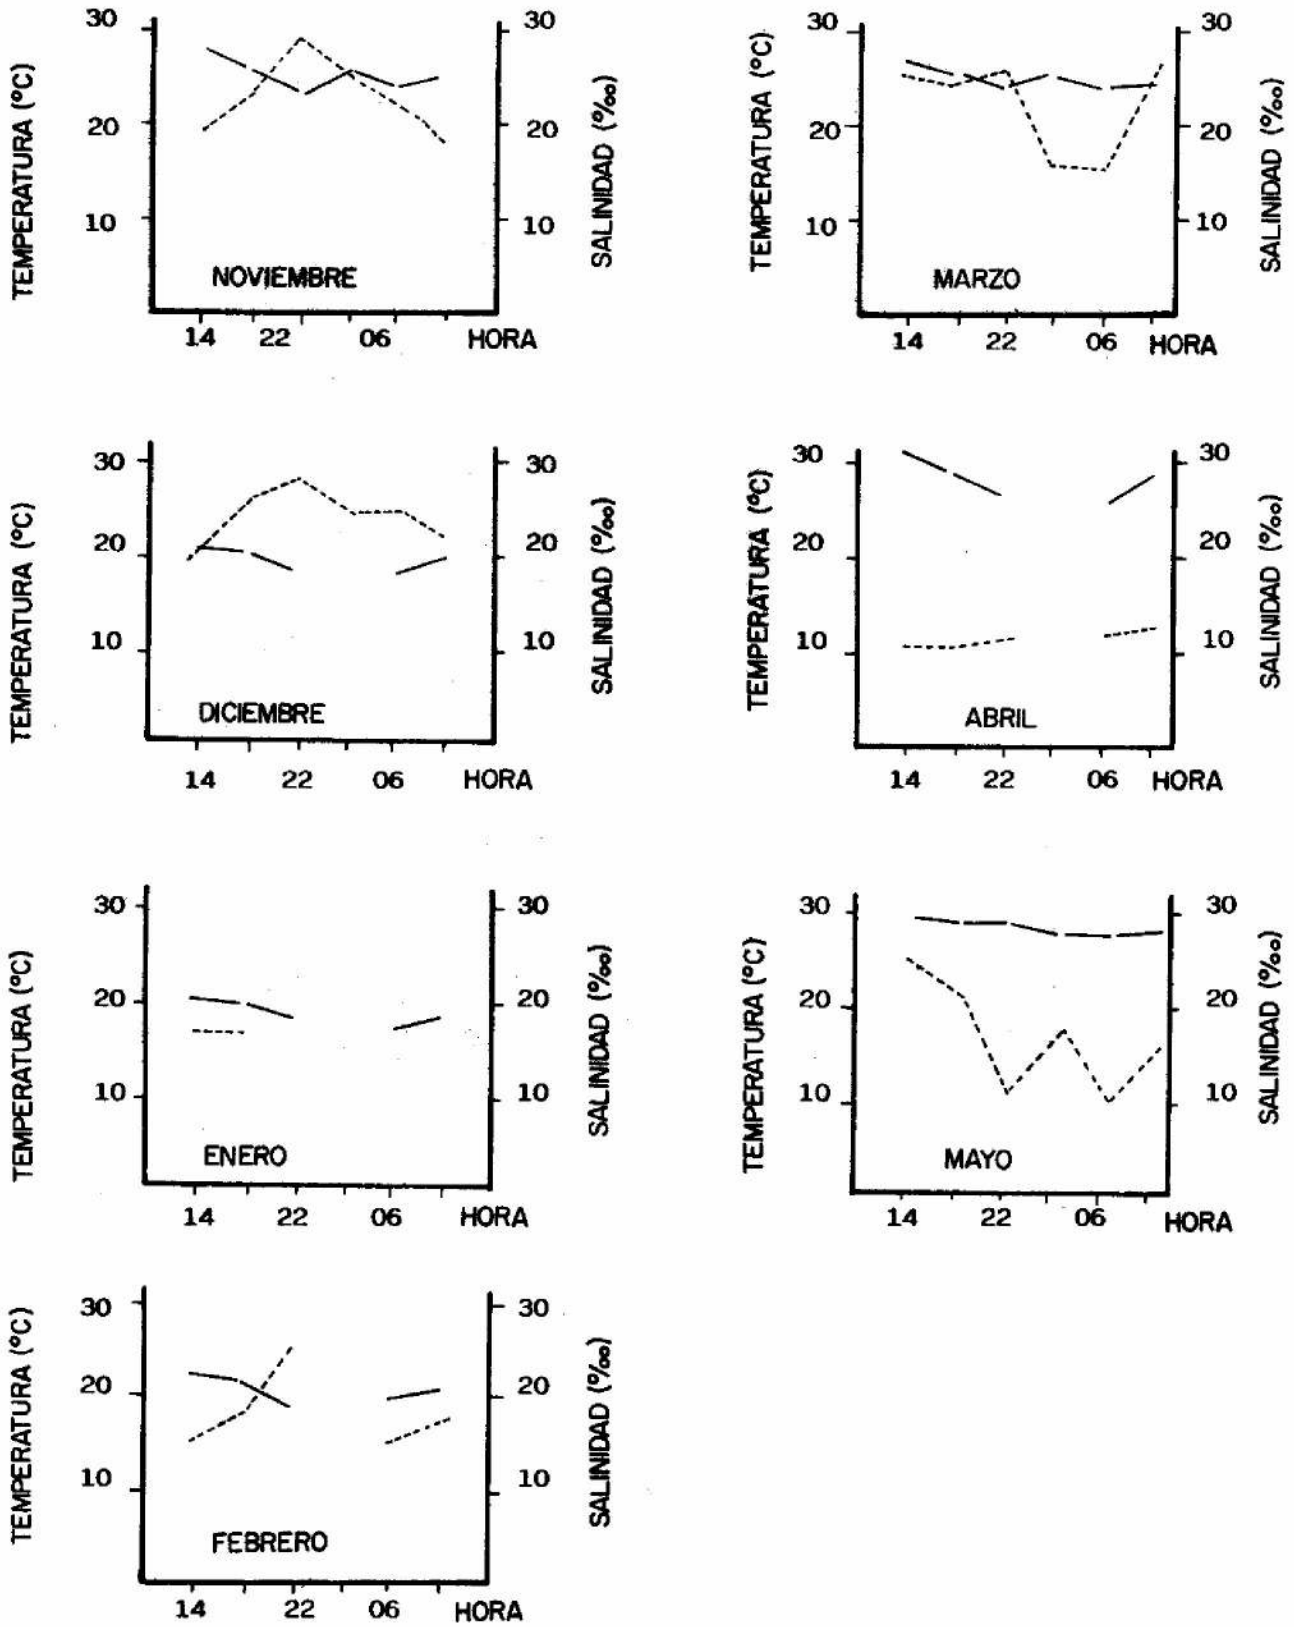 30
20
10
TEMPERATURA (°C)
30
20
10
SALINIDAD (‰)
NOVIEMBRE
14 22 06 HORA
30
20
10
TEMPERATURA (°C)
30
20
10
SALINIDAD (‰)
MARZO
14 22 06 HORA
30
20
10
TEMPERATURA (°C)
30
20
10
SALINIDAD (‰)
DICIEMBRE
14 22 06 HORA
30
20
10
TEMPERATURA (°C)
30
20
10
SALINIDAD (‰)
ABRIL
14 22 06 HORA
30
20
10
TEMPERATURA (°C)
30
20
10
SALINIDAD (‰)
ENERO
14 22 06 HORA
30
20
10
TEMPERATURA (°C)
30
20
10
SALINIDAD (‰)
MAYO
14 22 06 HORA
30
20
10
TEMPERATURA (°C)
30
20
10
SALINIDAD (‰)
FEBRERO
14 22 06 HORA